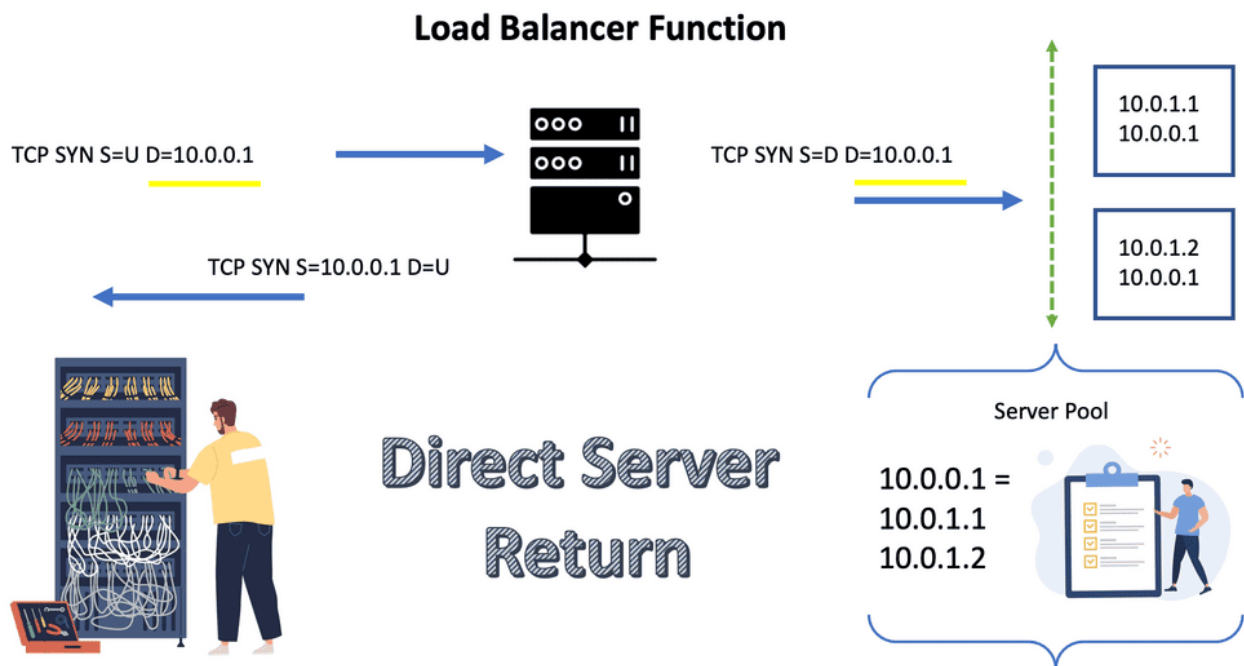 Load Balancer Function
TCP SYN S=U D=10.0.0.1
TCP SYN S=D D=10.0.0.1
10.0.1.1
10.0.0.1
10.0.1.2
10.0.0.1
TCP SYN S=10.0.0.1 D=U
Direct Server
Return
Server Pool
10.0.0.1 =
10.0.1.1
10.0.1.2